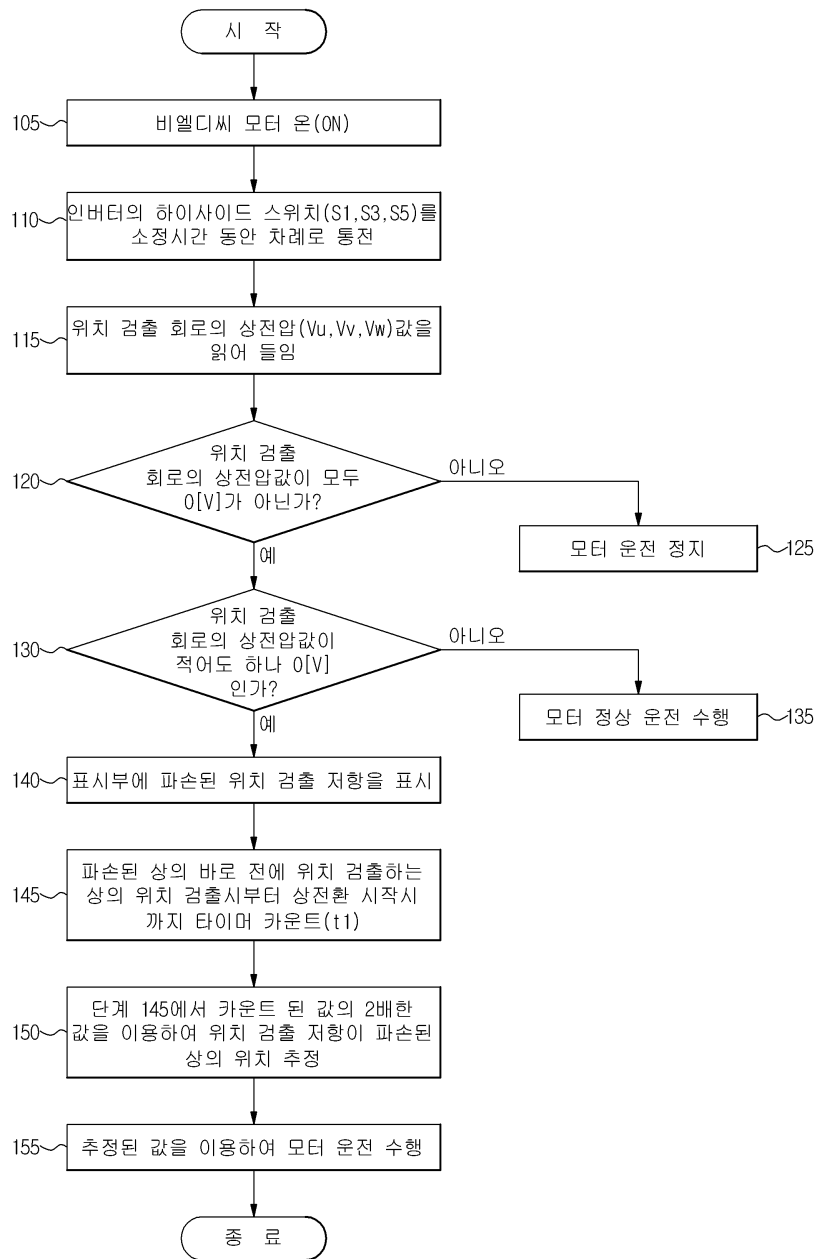 시 작
105
비엘디씨 모터 온(ON)
110
인버터의 하이사이드 스위치(S1,S3,S5)를
소정시간 동안 차례로 통전
115
위치 검출 회로의 상전압(Vu,Vv,Vw)값을
읽어 들임
120
위치 검출
회로의 상전압값이 모두
0[V]가 아닌가?
아니오
예
모터 운전 정지
125
130
위치 검출
회로의 상전압값이
적어도 하나 0[V]
인가?
아니오
예
모터 정상 운전 수행
135
140
표시부에 파손된 위치 검출 저항을 표시
145
파손된 상의 바로 전에 위치 검출하는
상의 위치 검출시부터 상전환 시작시
까지 타이머 카운트(t1)
150
단계 145에서 카운트 된 값의 2배한
값을 이용하여 위치 검출 저항이 파손된
상의 위치 추정
155
추정된 값을 이용하여 모터 운전 수행
종 료